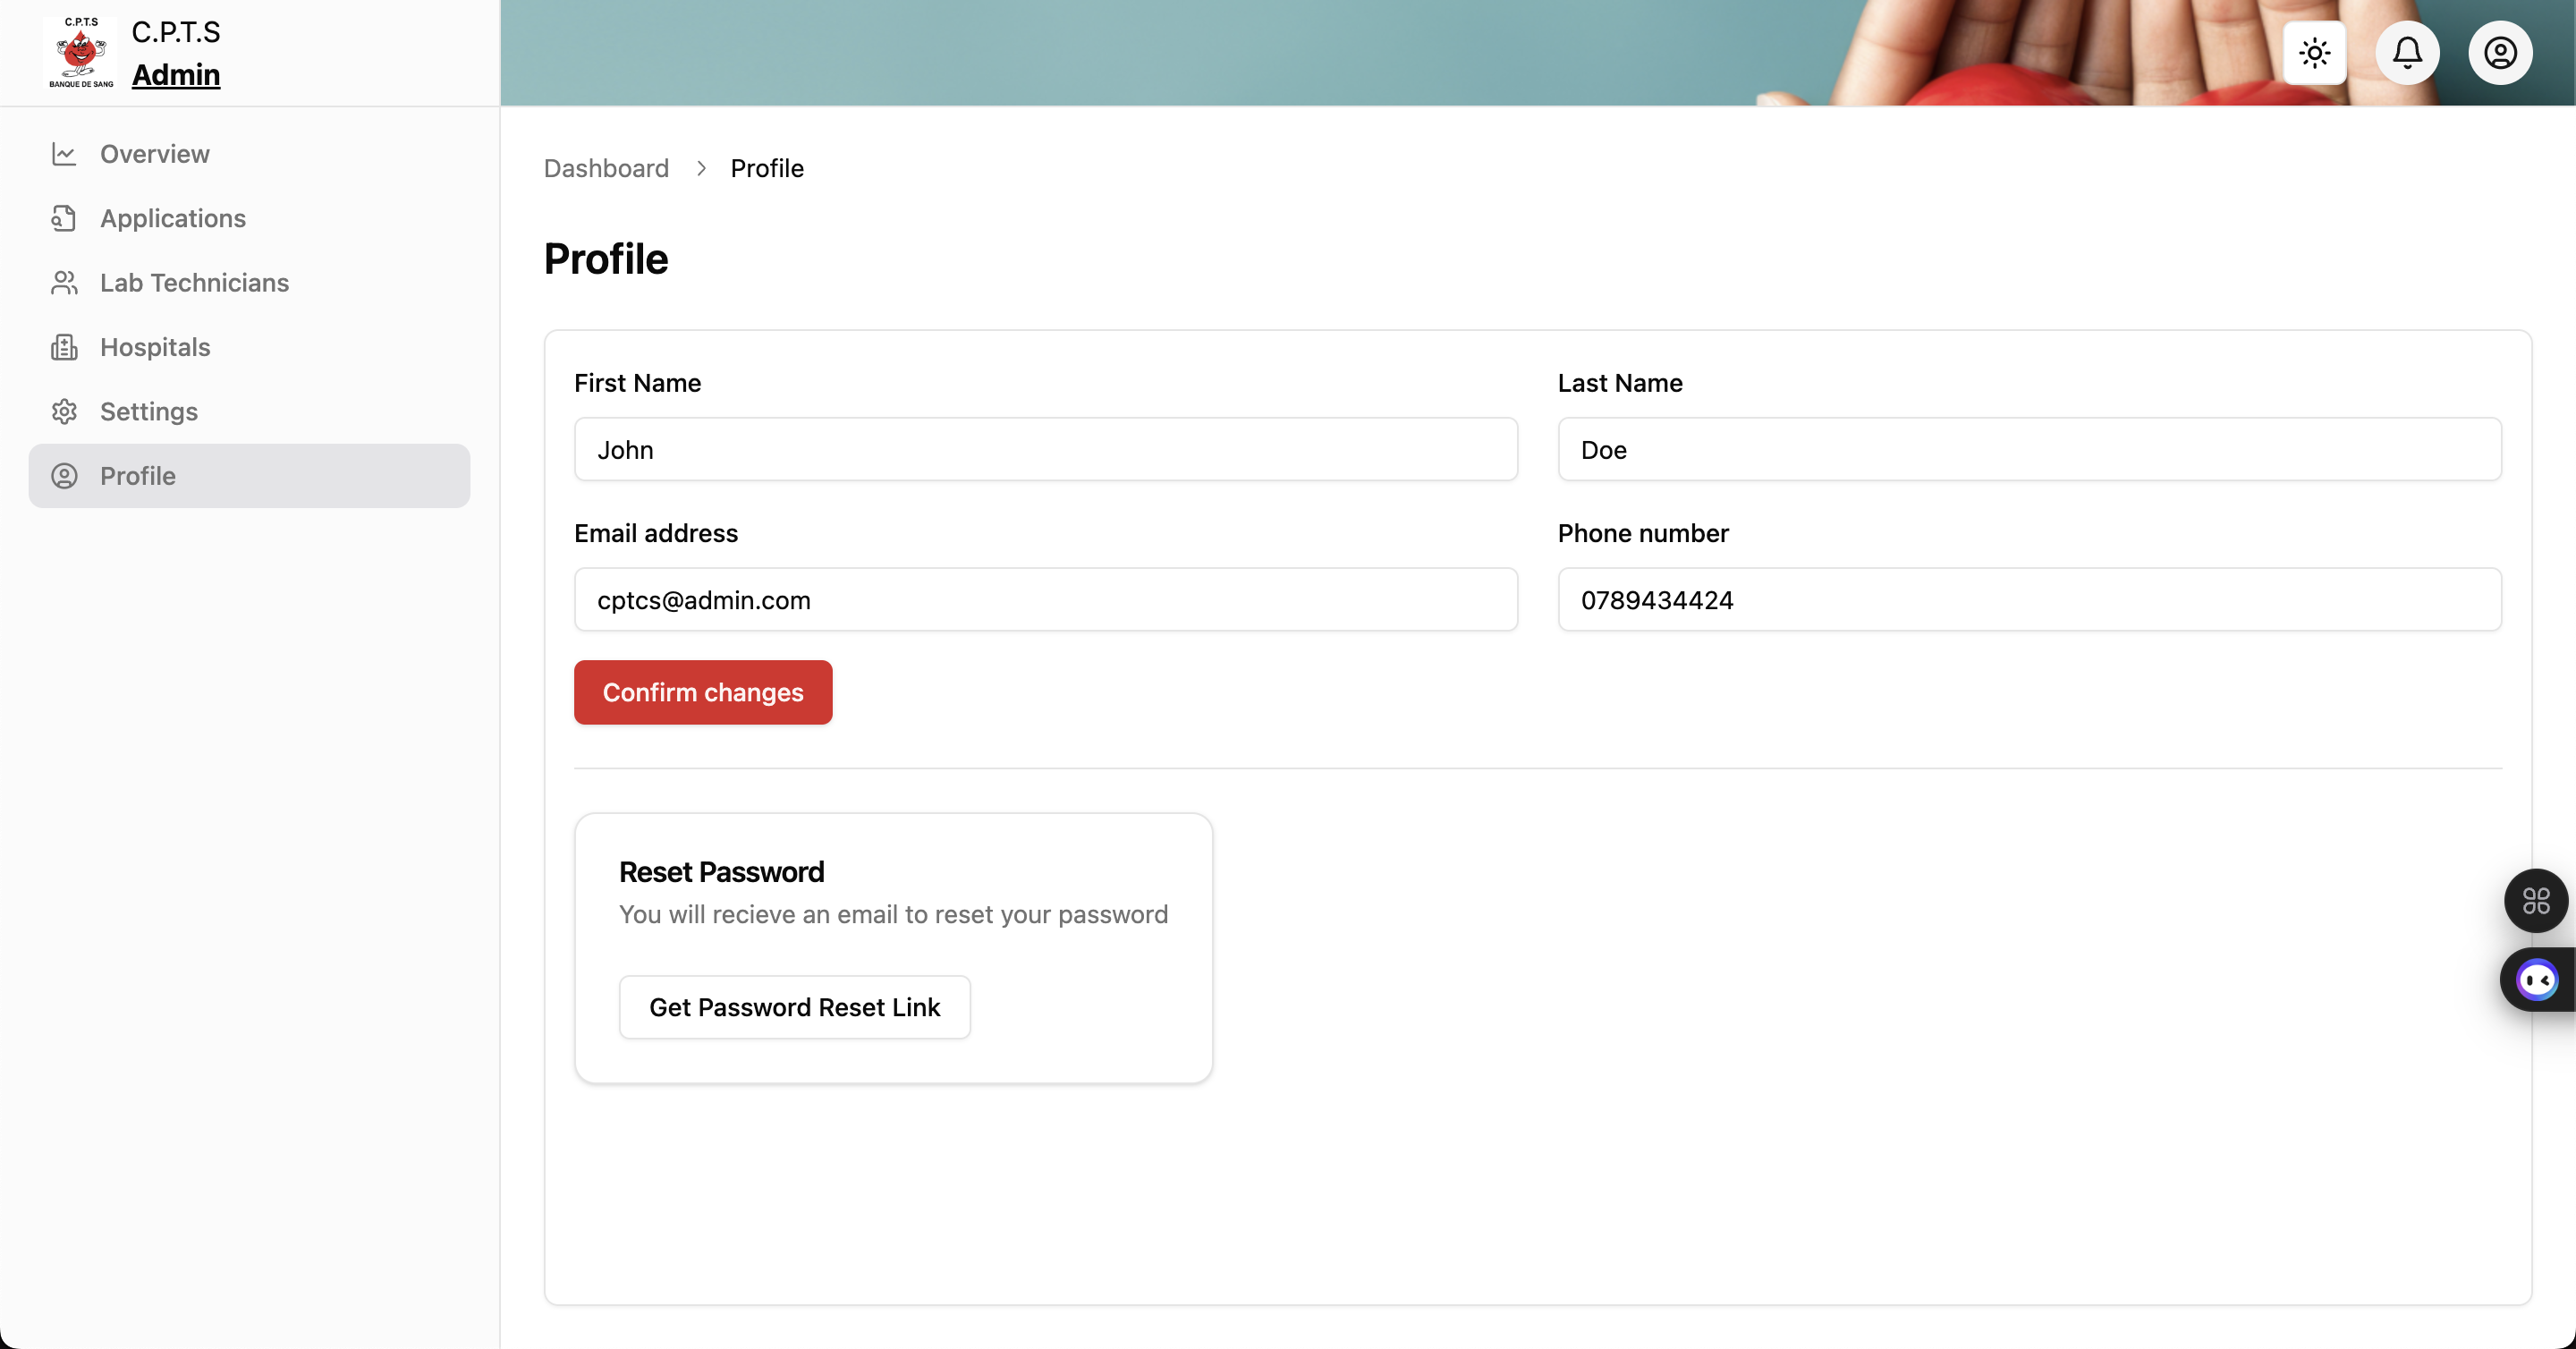 C.P.T.S
BANQUE DE SANG
C.P.T.S
Admin
Overview
Applications
Lab Technicians
Hospitals
Settings
Profile
Dashboard > Profile
Profile
First Name
Last Name
John
Doe
Email address
Phone number
cptcs@admin.com
0789434424
Confirm changes
Reset Password
You will recieve an email to reset your password
Get Password Reset Link